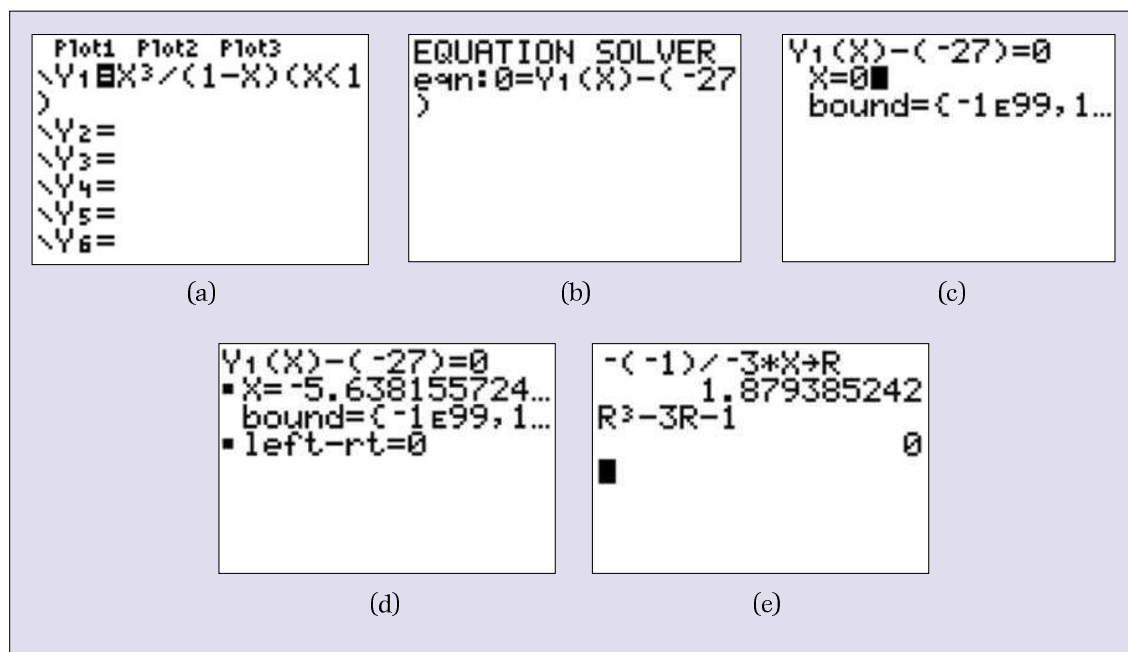 Plot1 Plot2 Plot3
\Y1=X³/(1-X)(X<1
)
\Y2=
\Y3=
\Y4=
\Y5=
\Y6=
(a)
EQUATION SOLVER
eqn:0=Y1(X)-(-27
)
(b)
Y1(X)-(-27)=0
X=0
bound={-1E99,1…
(c)
Y1(X)-(-27)=0
▪X=-5.638155724…
bound={-1E99,1…
▪left-rt=0
(d)
-(-1)/-3*X→R
1.879385242
R³-3R-1
0
(e)